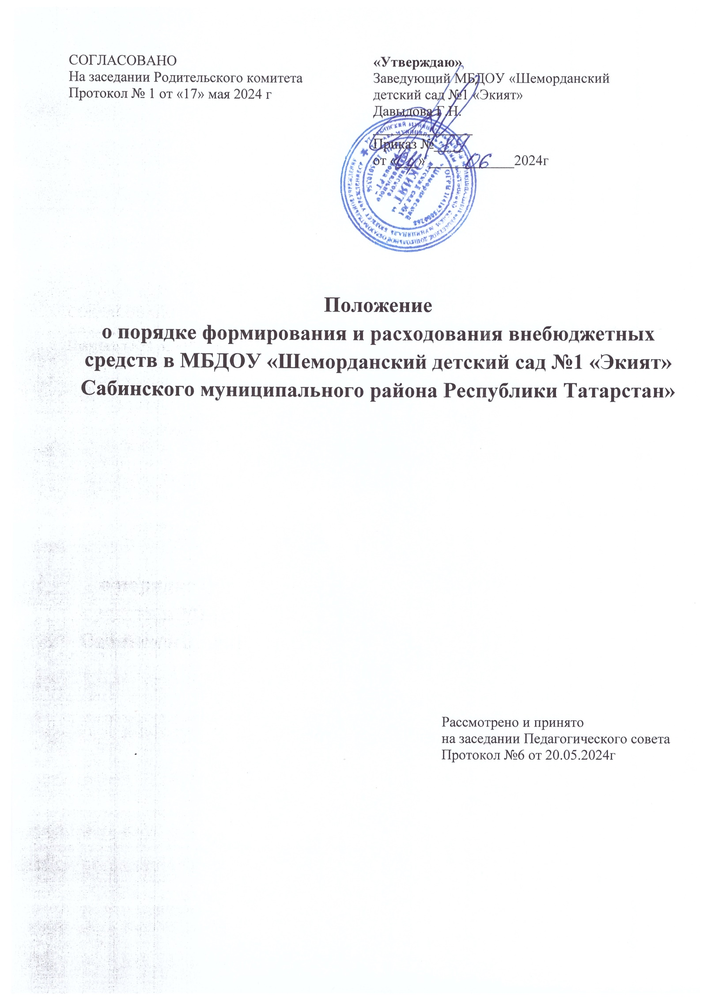 СОГЛАСОВАНО
На заседании Родительского комитета
Протокол № 1 от «17» мая 2024 г
«Утверждаю»
Заведующий МБДОУ «Шеморданский
детский сад №1 «Экият»
Давыдова Г.Н.
Приказ №
от « » 06 2024г
Положение
о порядке формирования и расходования внебюджетных
средств в МБДОУ «Шеморданский детский сад №1 «Экият»
Сабинского муниципального района Республики Татарстан»
Рассмотрено и принято
на заседании Педагогического совета
Протокол №6 от 20.05.2024г